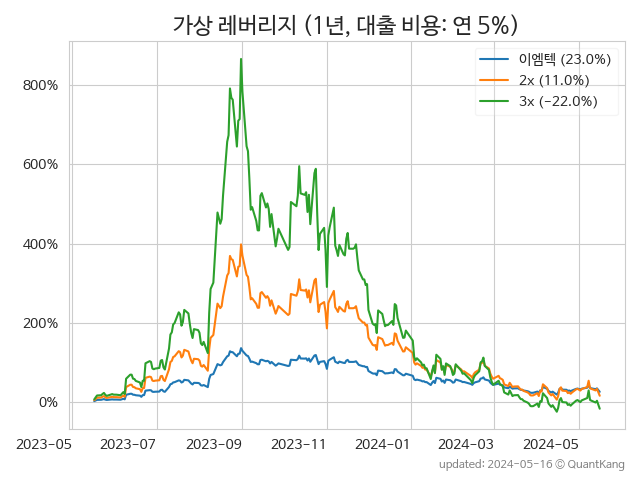 가상 레버리지 (1년, 대출 비용: 연 5%)
이엠텍 (23.0%)
2x (11.0%)
3x (-22.0%)
800%
600%
400%
200%
0%
2023-05 2023-07 2023-09 2023-11 2024-01 2024-03 2024-05
updated: 2024-05-16 © QuantKang